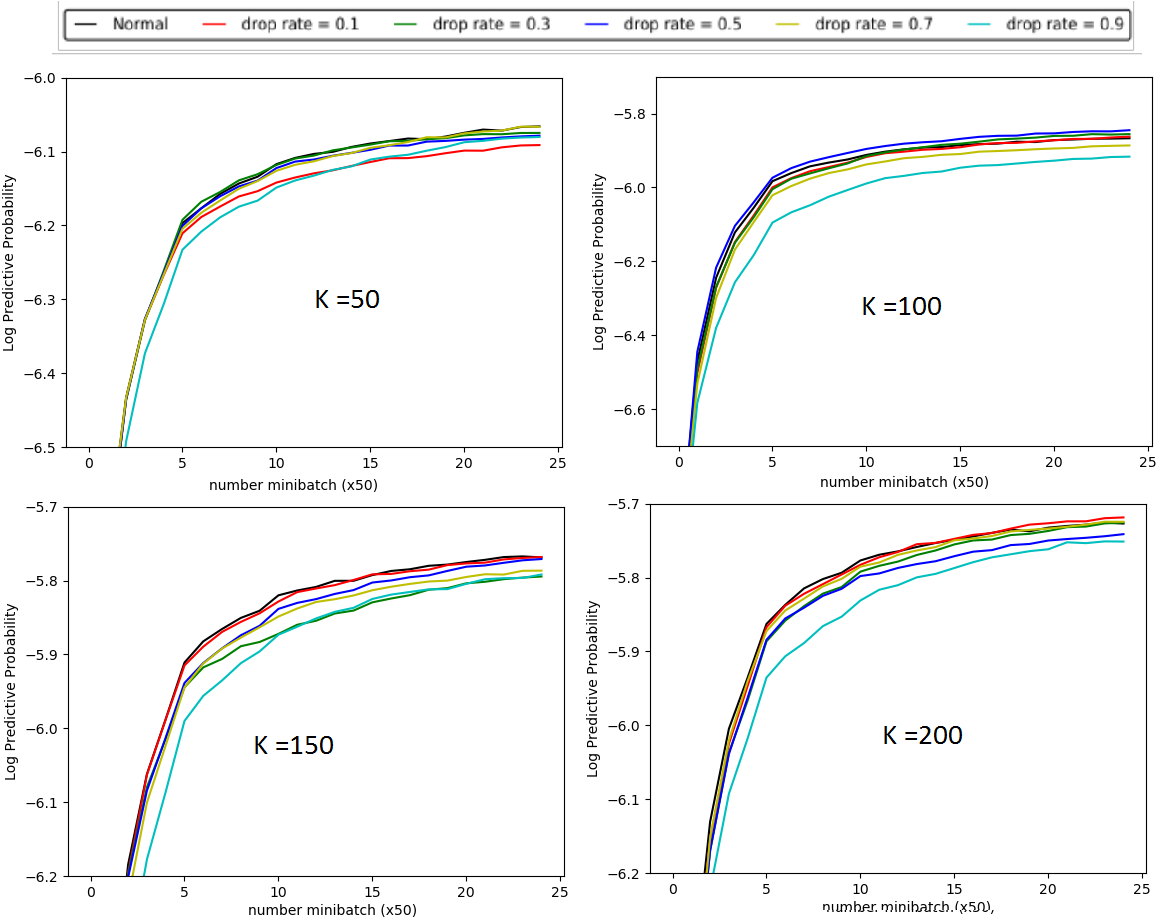 Normal drop rate = 0.1 drop rate = 0.3 drop rate = 0.5 drop rate = 0.7 drop rate = 0.9
−6.0
−6.1
−6.2
−6.3
−6.4
−6.5
Log Predictive Probability
K =50
0 5 10 15 20 25
number minibatch (x50)
−5.8
−6.0
−6.2
−6.4
−6.6
Log Predictive Probability
K =100
0 5 10 15 20 25
number minibatch (x50)
−5.7
−5.8
−5.9
−6.0
−6.1
−6.2
Log Predictive Probability
K =150
0 5 10 15 20 25
number minibatch (x50)
−5.7
−5.8
−5.9
−6.0
−6.1
−6.2
Log Predictive Probability
K =200
0 5 10 15 20 25
number minibatch (x50)